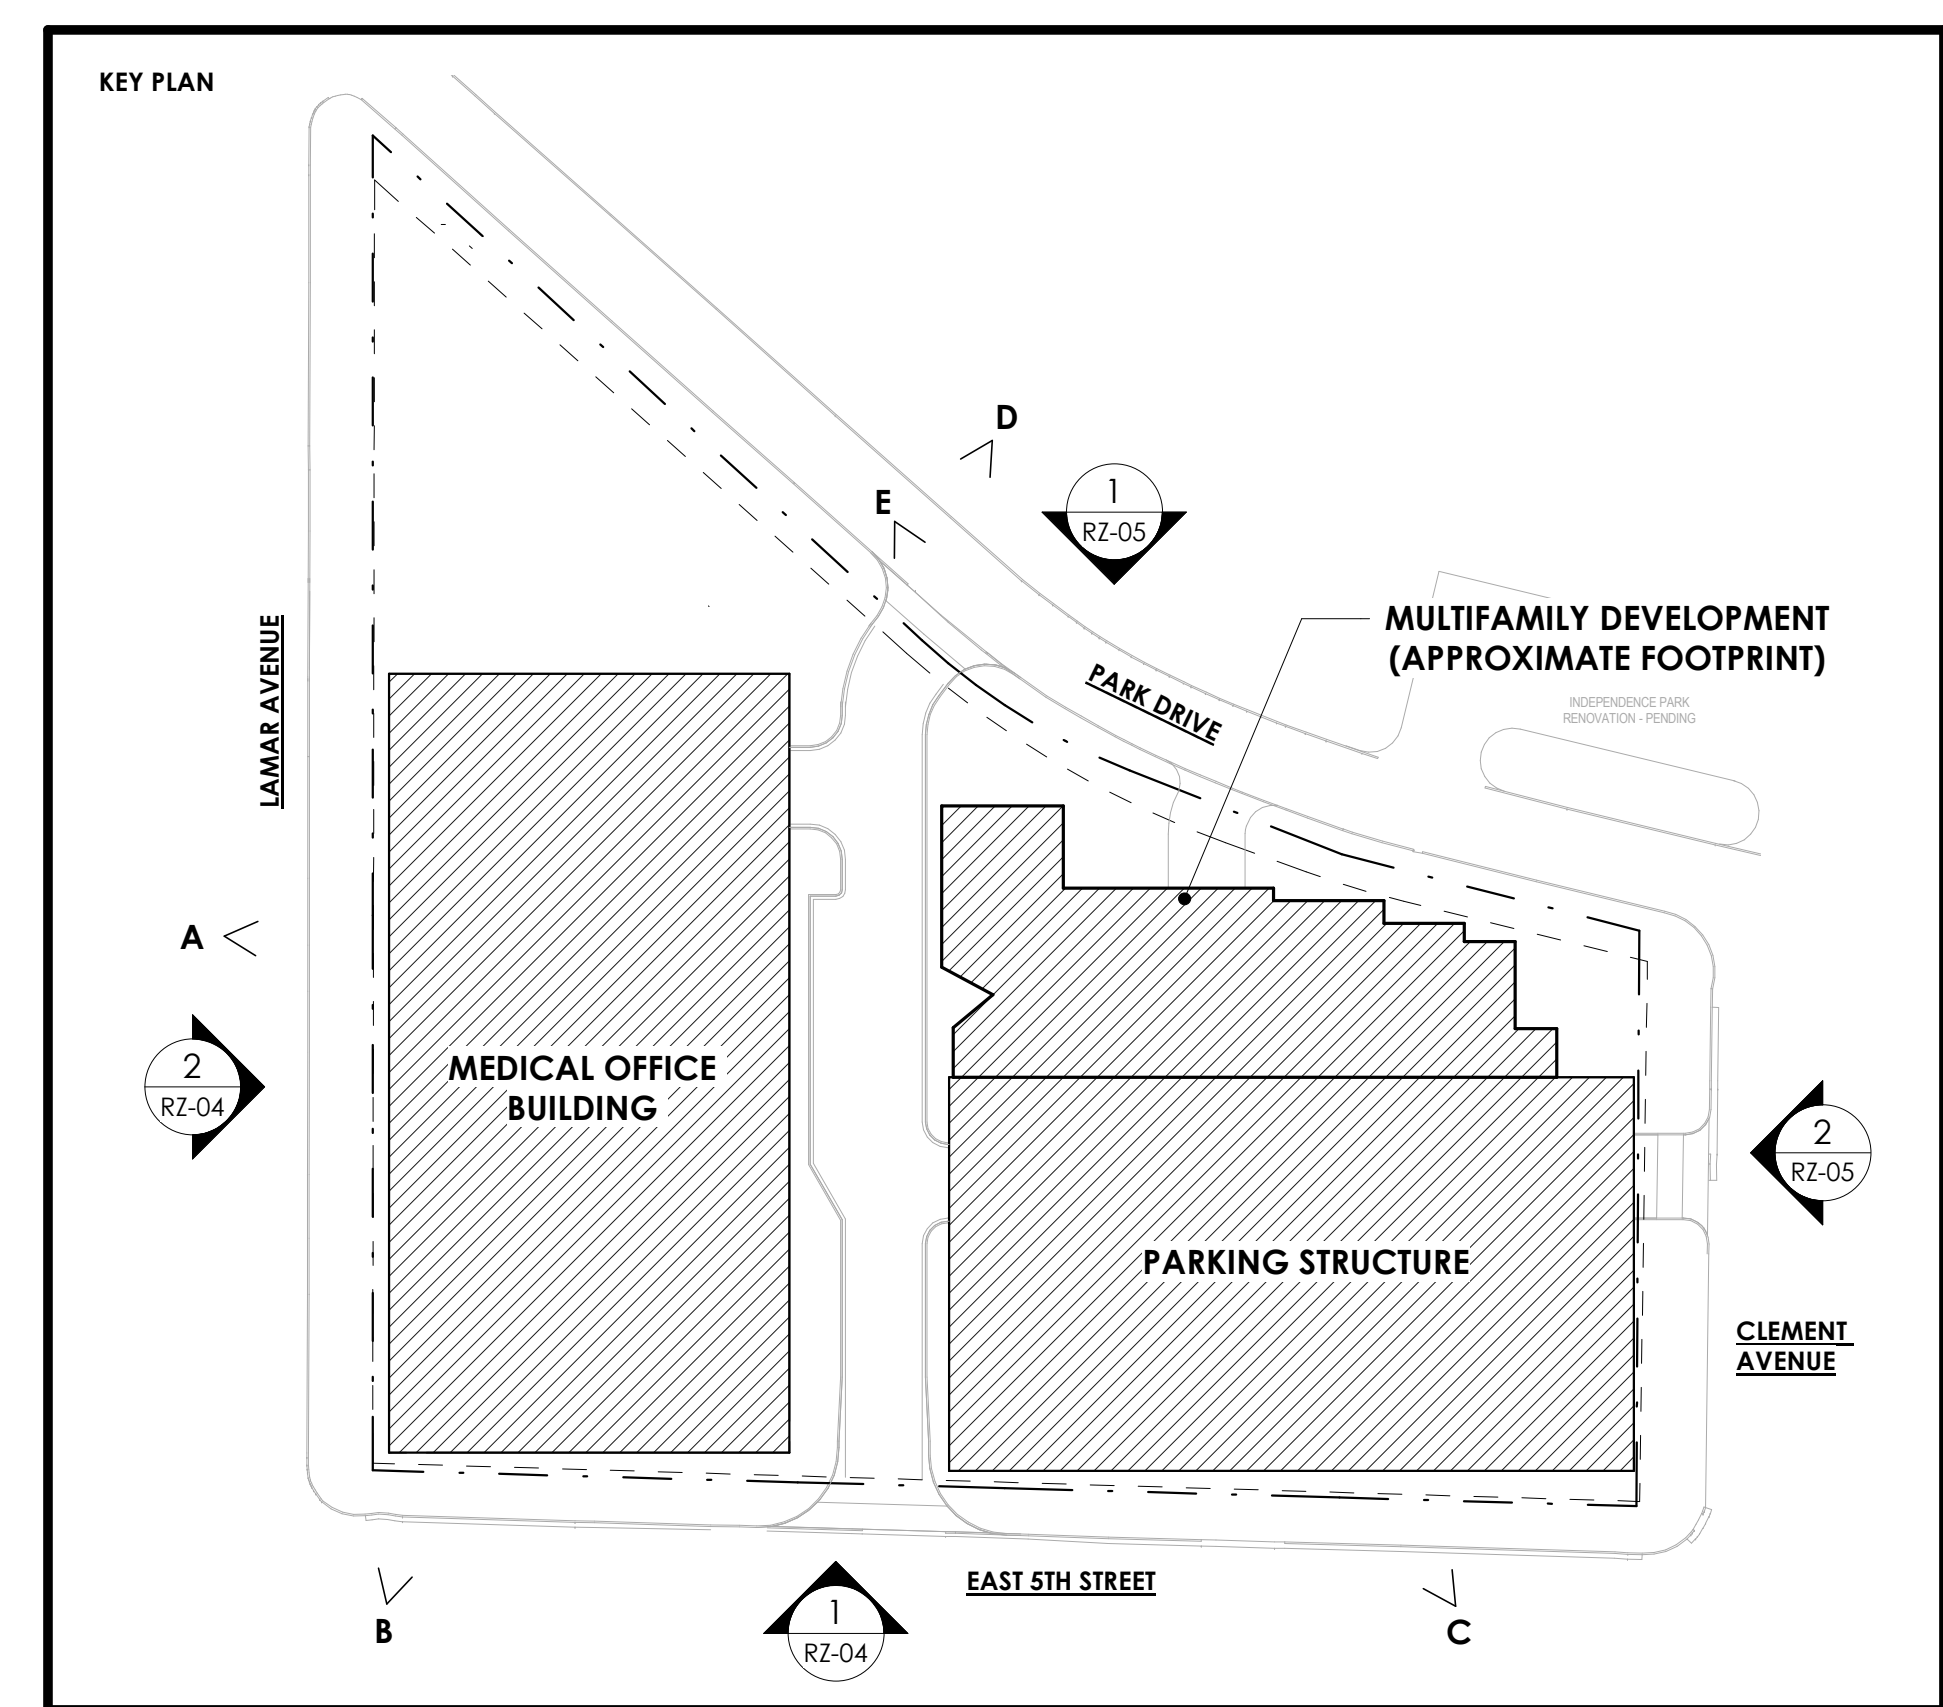 KEY PLAN
D
E
1
RZ-05
MULTIFAMILY DEVELOPMENT
(APPROXIMATE FOOTPRINT)
LAMAR AVENUE
PARK DRIVE
INDEPENDENCE PARK
RENOVATION - PENDING
A
2
RZ-04
MEDICAL OFFICE
BUILDING
2
RZ-05
PARKING STRUCTURE
CLEMENT
AVENUE
EAST 5TH STREET
B
1
RZ-04
C